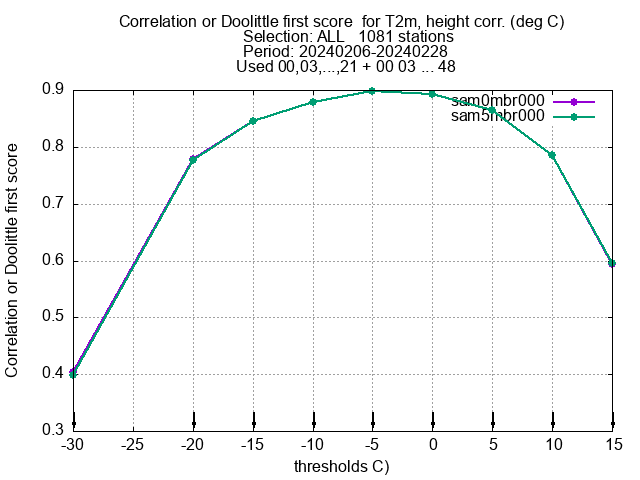 Correlation or Doolittle first score  for T2m, height corr. (deg C)
Selection: ALL   1081 stations
Period: 20240206-20240228
Used 00,03,...,21 + 00 03 ... 48
sam0mbr000
sam5mbr000
Correlation or Doolittle first score
0.9
0.8
0.7
0.6
0.5
0.4
0.3
-30 -25 -20 -15 -10 -5 0 5 10 15
thresholds C)